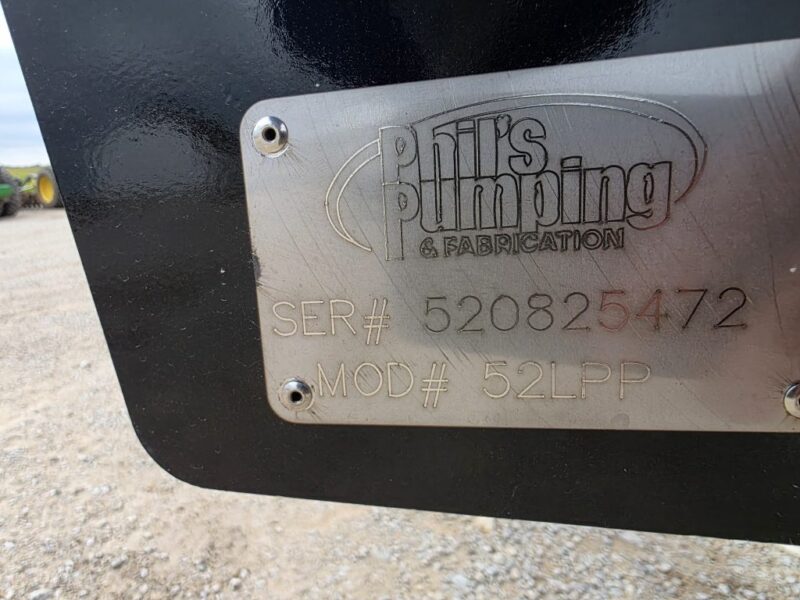 Phil's
Pumping
& FABRICATION
SER# 520825472
MOD# 52LPP